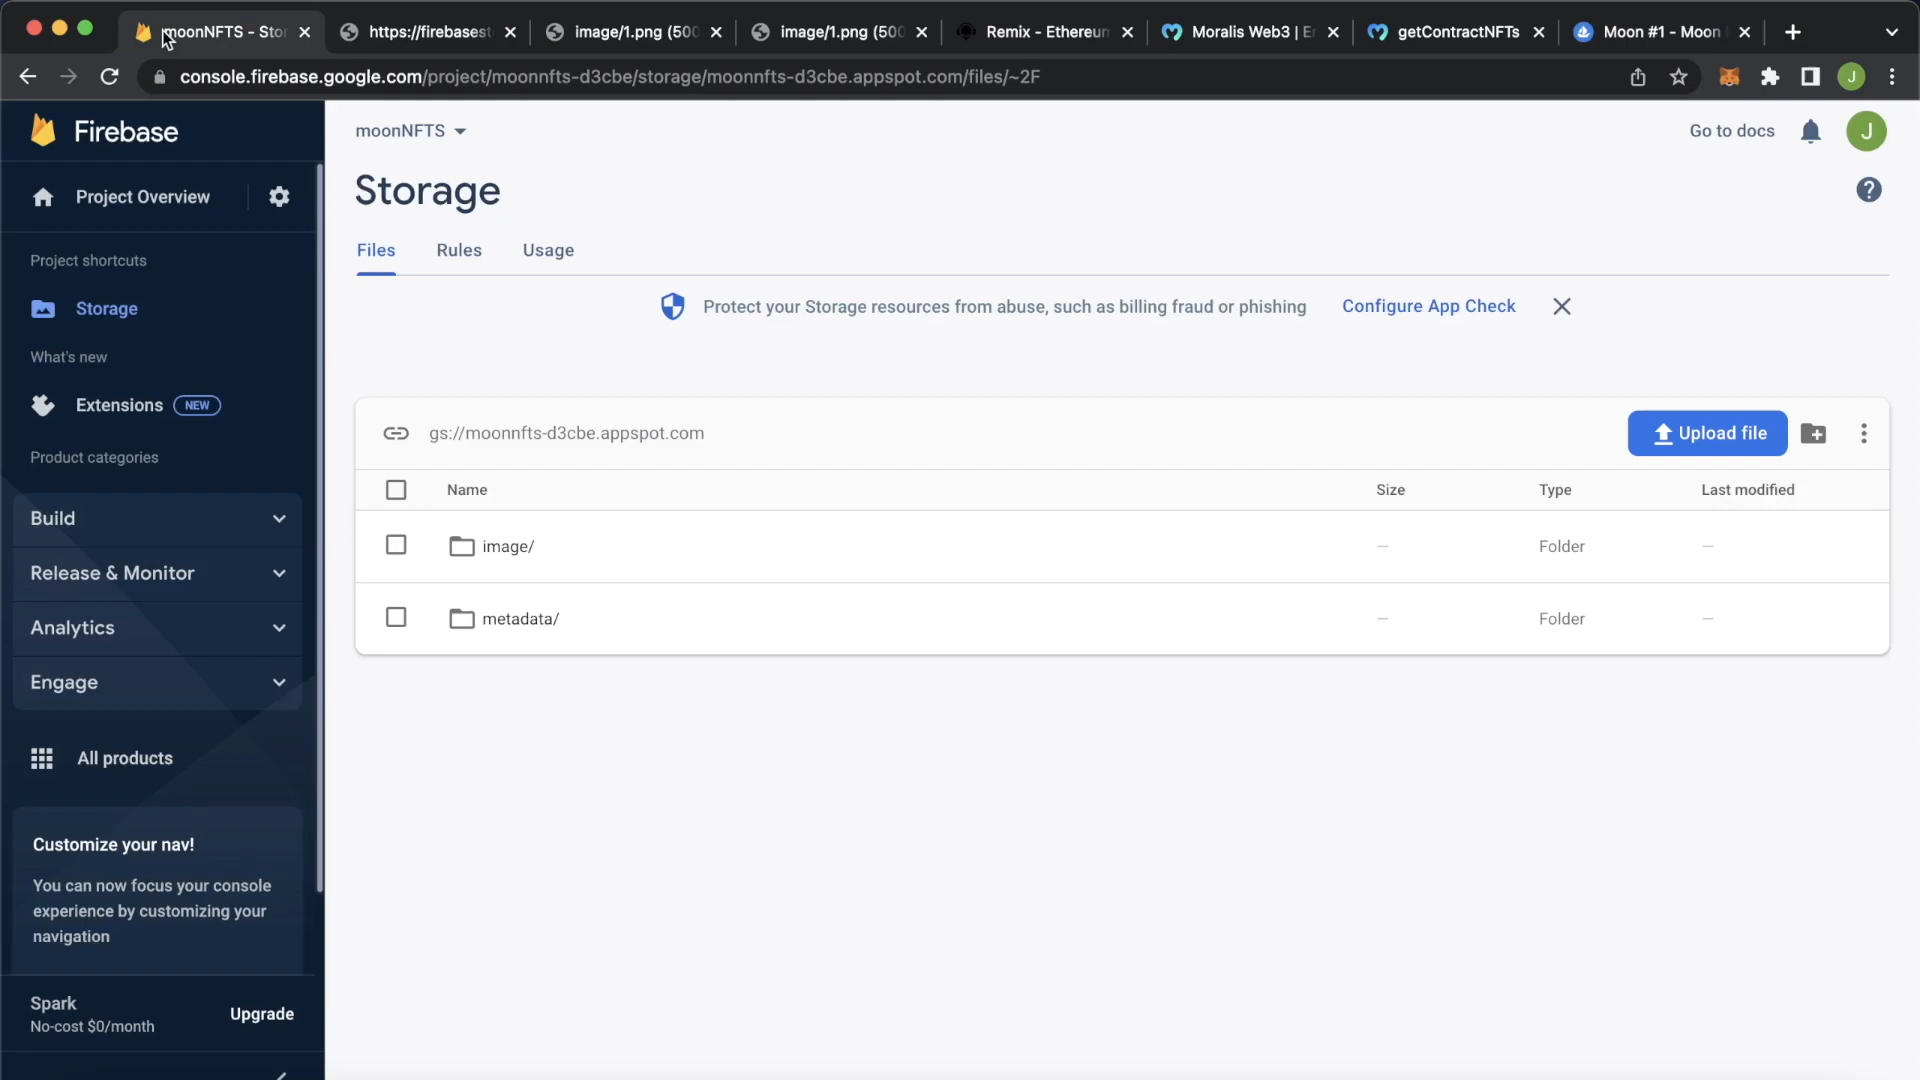 moonNFTS - Stor
https://firebasest
image/1.png (500
image/1.png (500
Remix - Ethereum
Moralis Web3 | En
getContractNFTs
Moon #1 - Moon
console.firebase.google.com/project/moonnfts-d3cbe/storage/moonnfts-d3cbe.appspot.com/files/~2F
J
Firebase
moonNFTS
Go to docs
J
Project Overview
Storage
Files
Rules
Usage
Project shortcuts
Storage
Protect your Storage resources from abuse, such as billing fraud or phishing
Configure App Check
What's new
Extensions
NEW
gs://moonnfts-d3cbe.appspot.com
Upload file
Product categories
Name
Size
Type
Last modified
Build
image/
—
Folder
—
Release & Monitor
metadata/
—
Folder
—
Analytics
Engage
All products
Customize your nav!
You can now focus your console
experience by customizing your
navigation
Spark
No-cost $0/month
Upgrade